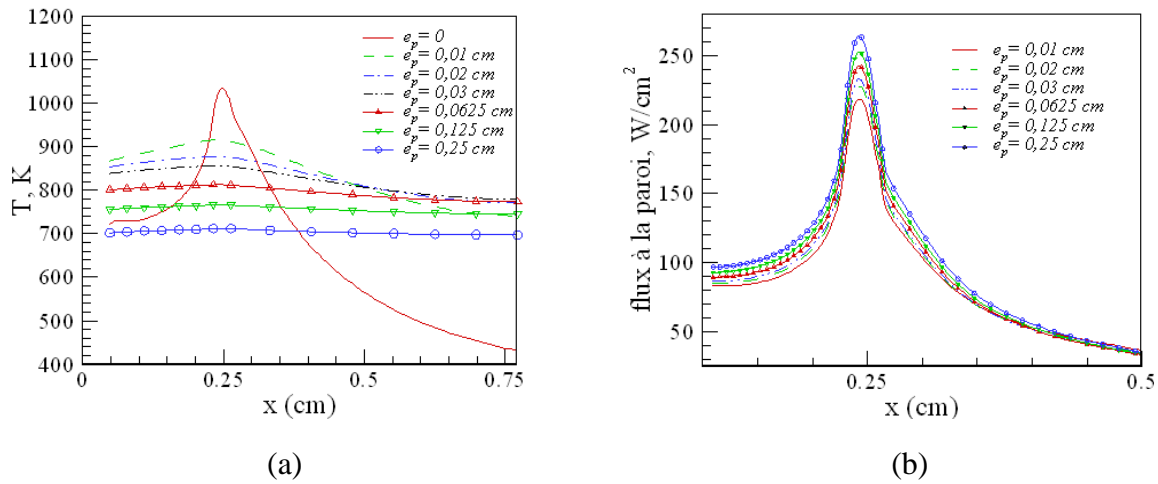 1200
1100
1000
900
800
700
600
500
400
T, K
0
0.25
0.5
0.75
x (cm)
e_p= 0
e_p= 0,01 cm
e_p= 0,02 cm
e_p= 0,03 cm
e_p= 0,0625 cm
e_p= 0,125 cm
e_p= 0,25 cm
(a)
250
200
150
100
50
flux à la paroi, W/cm²
0.25
0.5
x (cm)
e_p= 0,01 cm
e_p= 0,02 cm
e_p= 0,03 cm
e_p= 0,0625 cm
e_p= 0,125 cm
e_p= 0,25 cm
(b)